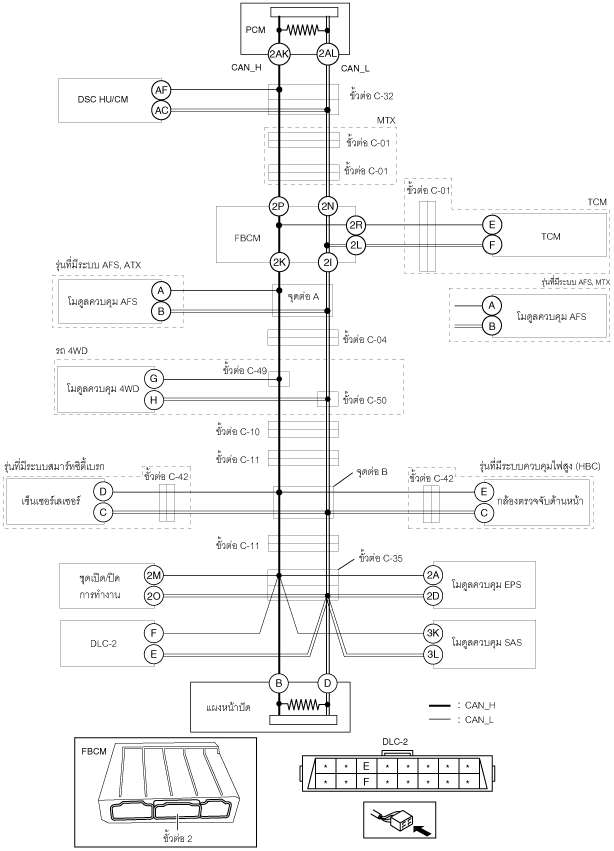 PCM
2AK
2AL
CAN_H
CAN_L
DSC HU/CM
AF
AC
ขั้วต่อ C-32
MTX
ขั้วต่อ C-01
ขั้วต่อ C-01
ขั้วต่อ C-01
TCM
2P
2N
FBCM
2R
2L
E
F
TCM
2K
2I
รุ่นที่มีระบบ AFS, ATX
โมดูลควบคุม AFS
A
B
จุดต่อ A
รุ่นที่มีระบบ AFS, MTX
A
B
โมดูลควบคุม AFS
ขั้วต่อ C-04
รถ 4WD
ขั้วต่อ C-49
โมดูลควบคุม 4WD
G
H
ขั้วต่อ C-50
ขั้วต่อ C-10
ขั้วต่อ C-11
รุ่นที่มีระบบสมาร์ทซิตี้เบรก
ขั้วต่อ C-42
เซ็นเซอร์เลเซอร์
D
C
จุดต่อ B
รุ่นที่มีระบบควบคุมไฟสูง (HBC)
ขั้วต่อ C-42
E
C
กล้องตรวจจับด้านหน้า
ขั้วต่อ C-11
ขั้วต่อ C-35
ชุดเปิด/ปิด
การทำงาน
2M
2O
2A
2D
โมดูลควบคุม EPS
DLC-2
F
E
3K
3L
โมดูลควบคุม SAS
B
D
แผงหน้าปัด
: CAN_H
: CAN_L
FBCM
ขั้วต่อ 2
DLC-2
* * E * * * * *
* * F * * * * *